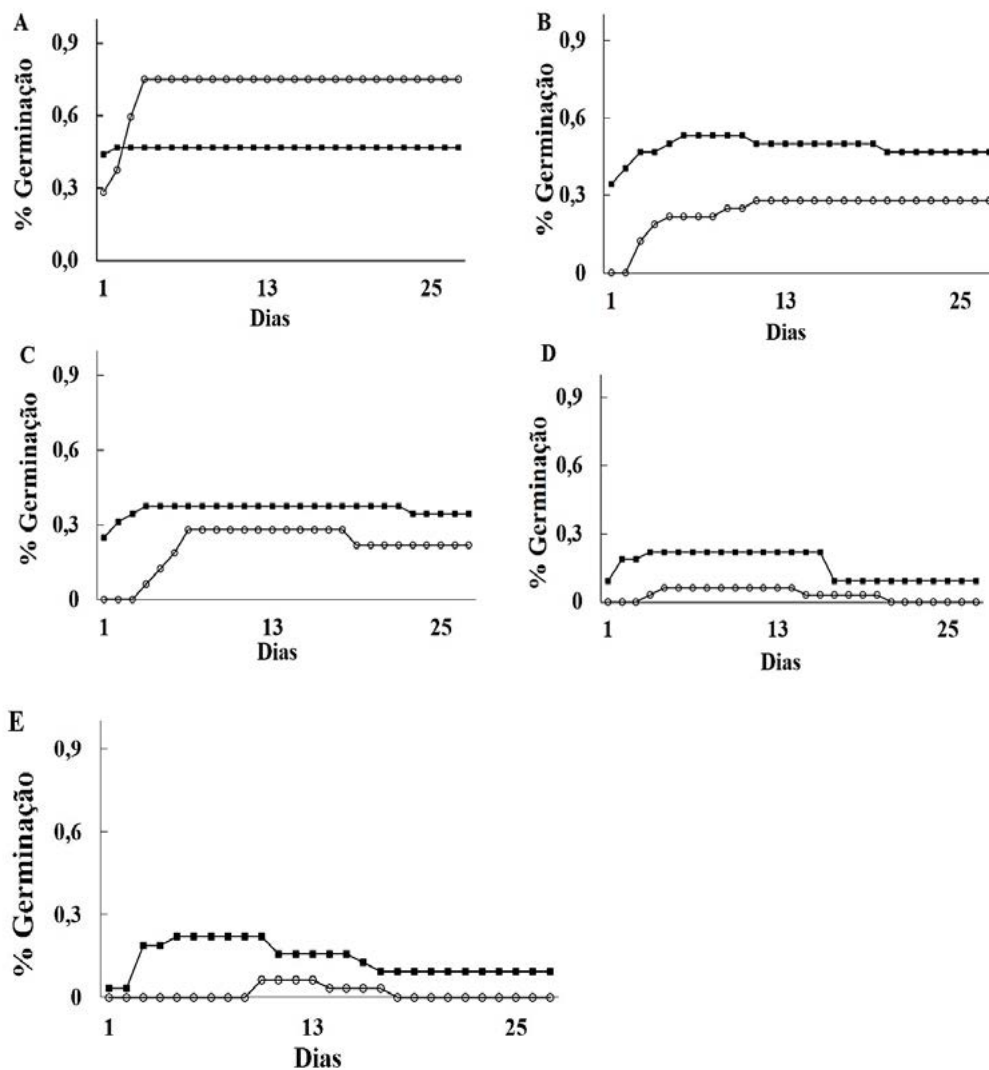 A
% Germinação
0,9
0,6
0,3
0,0
1 13 25
Dias
B
% Germinação
0,9
0,6
0,3
0
1 13 25
Dias
C
% Germinação
0,9
0,6
0,3
0
1 13 25
Dias
D
% Germinação
0,9
0,6
0,3
0
1 13 25
Dias
E
% Germinação
0,9
0,6
0,3
0
1 13 25
Dias